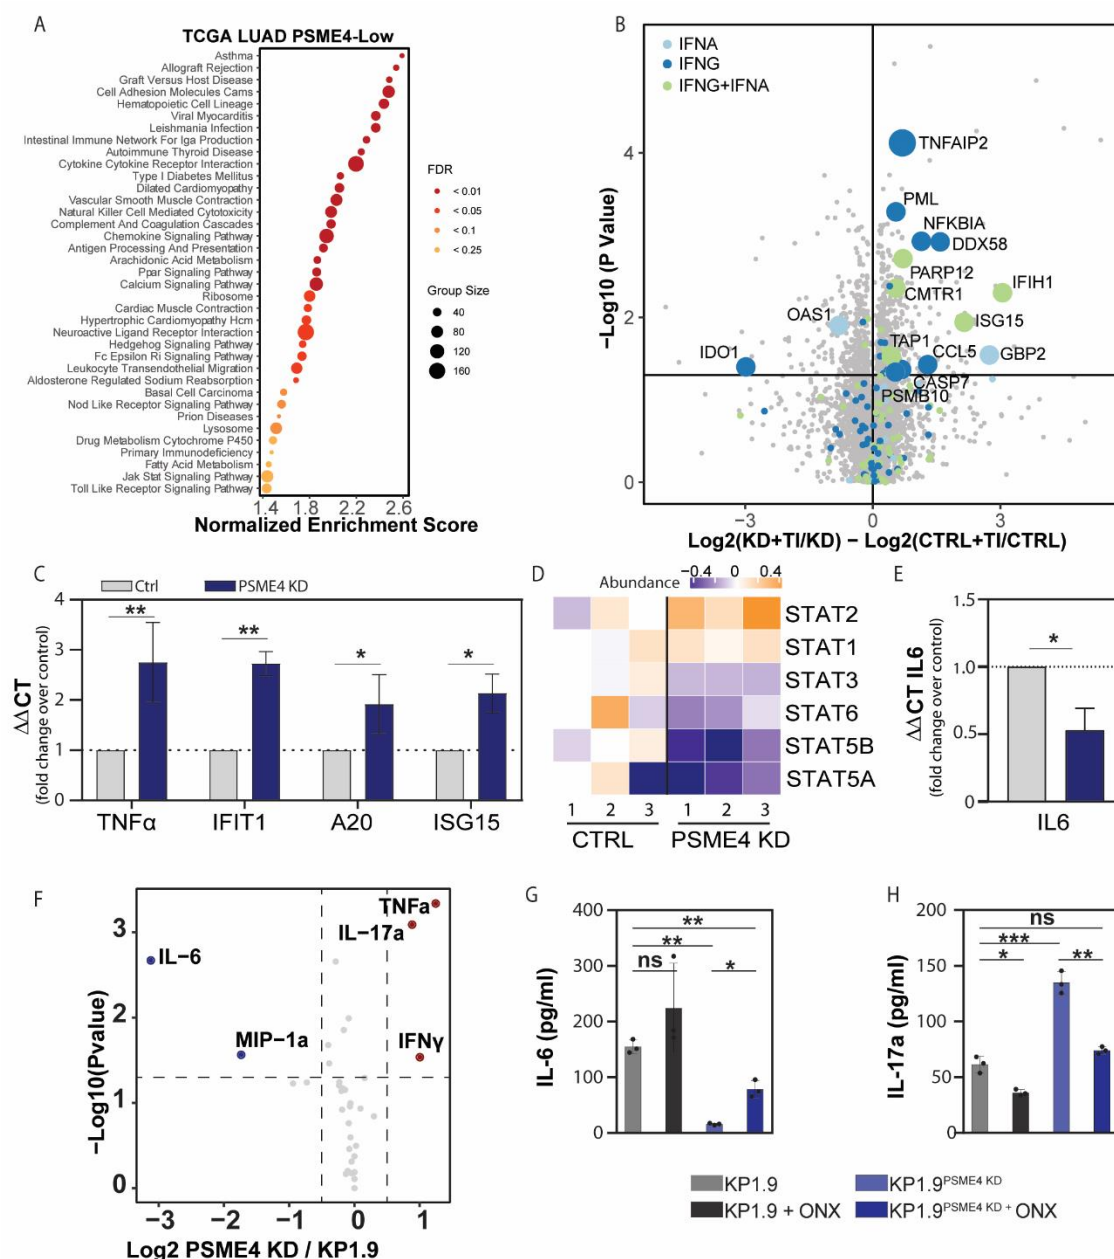 A
TCGA LUAD PSME4-Low
Asthma
Allograft Rejection
Graft Versus Host Disease
Cell Adhesion Molecules Cams
Hematopoietic Cell Lineage
Viral Myocarditis
Leishmania Infection
Intestinal Immune Network For Iga Production
Autoimmune Thyroid Disease
Cytokine Cytokine Receptor Interaction
Type I Diabetes Mellitus
Dilated Cardiomyopathy
Vascular Smooth Muscle Contraction
Natural Killer Cell Mediated Cytotoxicity
Complement And Coagulation Cascades
Chemokine Signaling Pathway
Antigen Processing And Presentation
Arachidonic Acid Metabolism
Ppar Signaling Pathway
Calcium Signaling Pathway
Ribosome
Cardiac Muscle Contraction
Hypertrophic Cardiomyopathy Hcm
Neuroactive Ligand Receptor Interaction
Hedgehog Signaling Pathway
Fc Epsilon Ri Signaling Pathway
Leukocyte Transendothelial Migration
Aldosterone Regulated Sodium Reabsorption
Basal Cell Carcinoma
Nod Like Receptor Signaling Pathway
Prion Diseases
Lysosome
Drug Metabolism Cytochrome P450
Primary Immunodeficiency
Fatty Acid Metabolism
Jak Stat Signaling Pathway
Toll Like Receptor Signaling Pathway
1.4 1.8 2.2 2.6
Normalized Enrichment Score
FDR
< 0.01
< 0.05
< 0.1
< 0.25
Group Size
40
80
120
160
B
IFNA
IFNG
IFNG+IFNA
−Log10 (P Value)
4
2
0
TNFAIP2
PML
NFKBIA
DDX58
PARP12
IFIH1
CMTR1
OAS1
ISG15
TAP1
CCL5
GBP2
IDO1
CASP7
PSMB10
−3 0 3
Log2(KD+TI/KD) − Log2(CTRL+TI/CTRL)
C
Ctrl PSME4 KD
ΔΔCT
(fold change over control)
4
3
2
1
0
** ** * *
TNFα IFIT1 A20 ISG15
D
Abundance
−0.4 0 0.4
STAT2
STAT1
STAT3
STAT6
STAT5B
STAT5A
1 2 3 1 2 3
CTRL PSME4 KD
E
ΔΔCT IL6
(fold change over control)
1.5
1.0
0.5
0
*
IL6
F
−Log10(Pvalue)
3
2
1
0
TNFa
IL−17a
IL−6
MIP−1a
IFNγ
−3 −2 −1 0 1
Log2 PSME4 KD / KP1.9
G
IL-6 (pg/ml)
400
300
200
100
0
**
**
ns
*
H
IL-17a (pg/ml)
200
150
100
50
0
ns
***
* **
KP1.9
KP1.9 + ONX
KP1.9PSME4 KD
KP1.9PSME4 KD + ONX